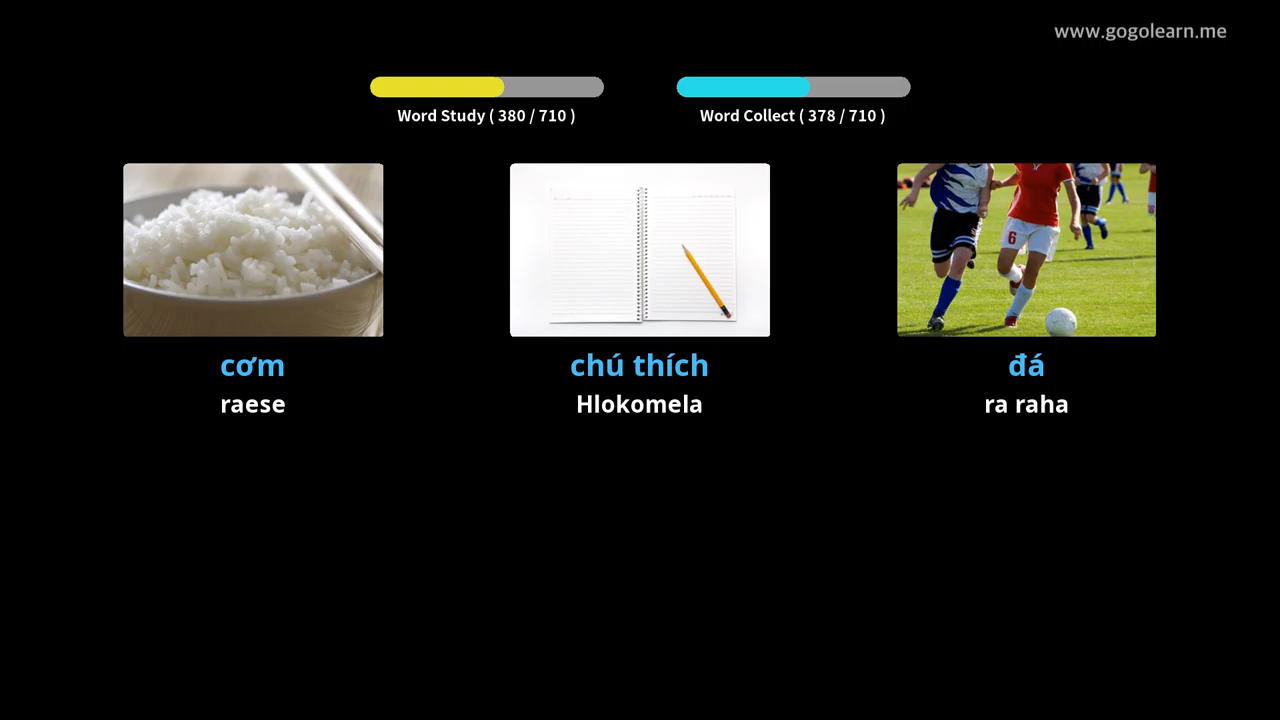 www.gogolearn.me
Word Study ( 380 / 710 )
Word Collect ( 378 / 710 )
cơm
raese
chú thích
Hlokomela
đá
ra raha
6